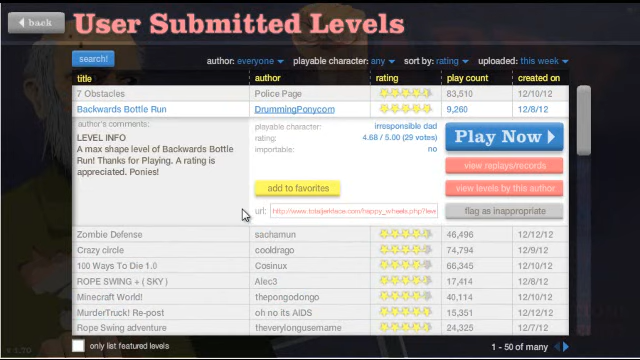 back
User Submitted Levels
search!
author: everyone playable character: any sort by: rating uploaded: this week
title author rating play count created on
7 Obstacles Police Page 83,510 12/10/12
Backwards Bottle Run DrummingPonycom 9,260 12/8/12
author's comments:
LEVEL INFO
A max shape level of Backwards Bottle
Run! Thanks for Playing. A rating is
appreciated. Ponies!
playable character: irresponsible dad
rating: 4.68 / 5.00 (29 votes)
importable: no
add to favorites
url: http://www.totaljerkface.com/happy_wheels.php?leve
Play Now
view replays/records
view levels by this author
flag as inappropriate
Zombie Defense sachamun 46,496 12/12/12
Crazy circle cooldrago 74,794 12/9/12
100 Ways To Die 1.0 Cosinux 66,345 12/10/12
ROPE SWING + ( SKY ) Alec3 17,414 12/8/12
Minecraft World! thepongodongo 40,114 12/10/12
MurderTruck! Re-post oh no its AIDS 15,351 12/12/12
Rope Swing adventure theverylongusername 24,325 12/7/12
only list featured levels
1 - 50 of many
v 1.70